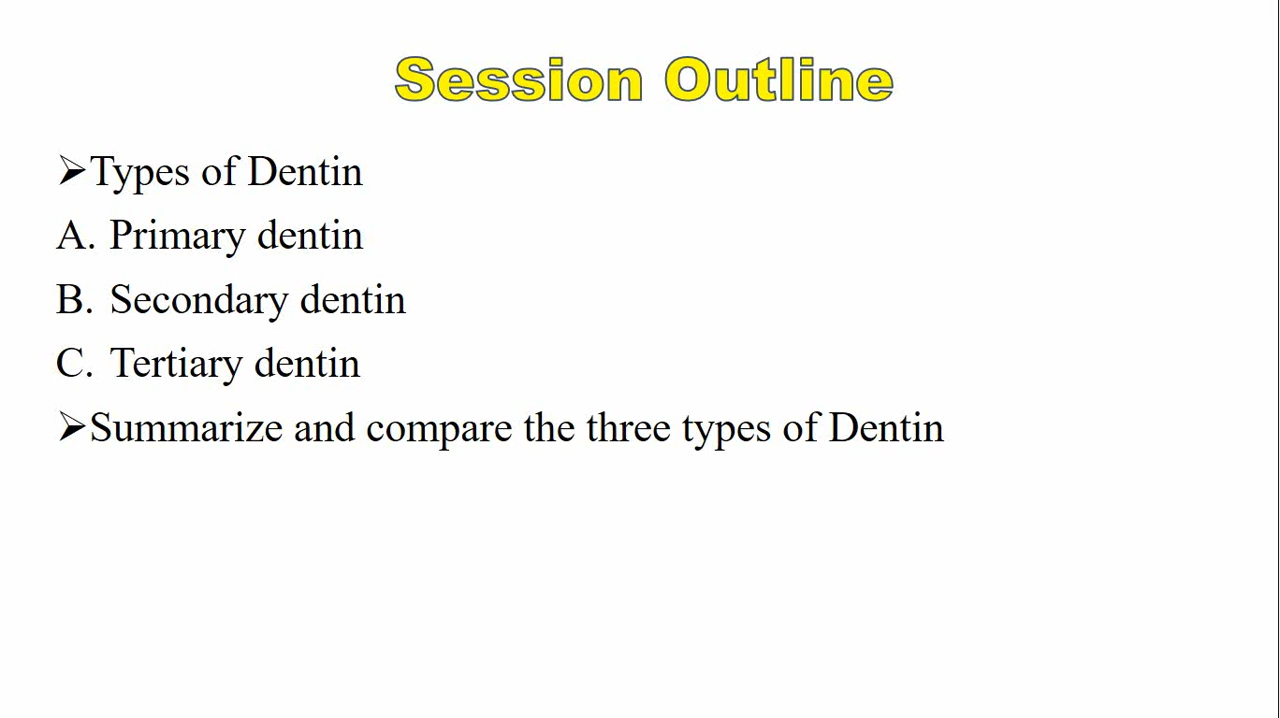 Session Outline
➢Types of Dentin
A. Primary dentin
B. Secondary dentin
C. Tertiary dentin
➢Summarize and compare the three types of Dentin